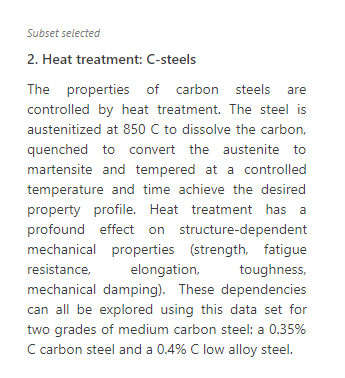 Subset selected
2. Heat treatment: C-steels
The properties of carbon steels are
controlled by heat treatment. The steel is
austenitized at 850 C to dissolve the carbon,
quenched to convert the austenite to
martensite and tempered at a controlled
temperature and time achieve the desired
property profile. Heat treatment has a
profound effect on structure-dependent
mechanical properties (strength, fatigue
resistance, elongation, toughness,
mechanical damping). These dependencies
can all be explored using this data set for
two grades of medium carbon steel: a 0.35%
C carbon steel and a 0.4% C low alloy steel.